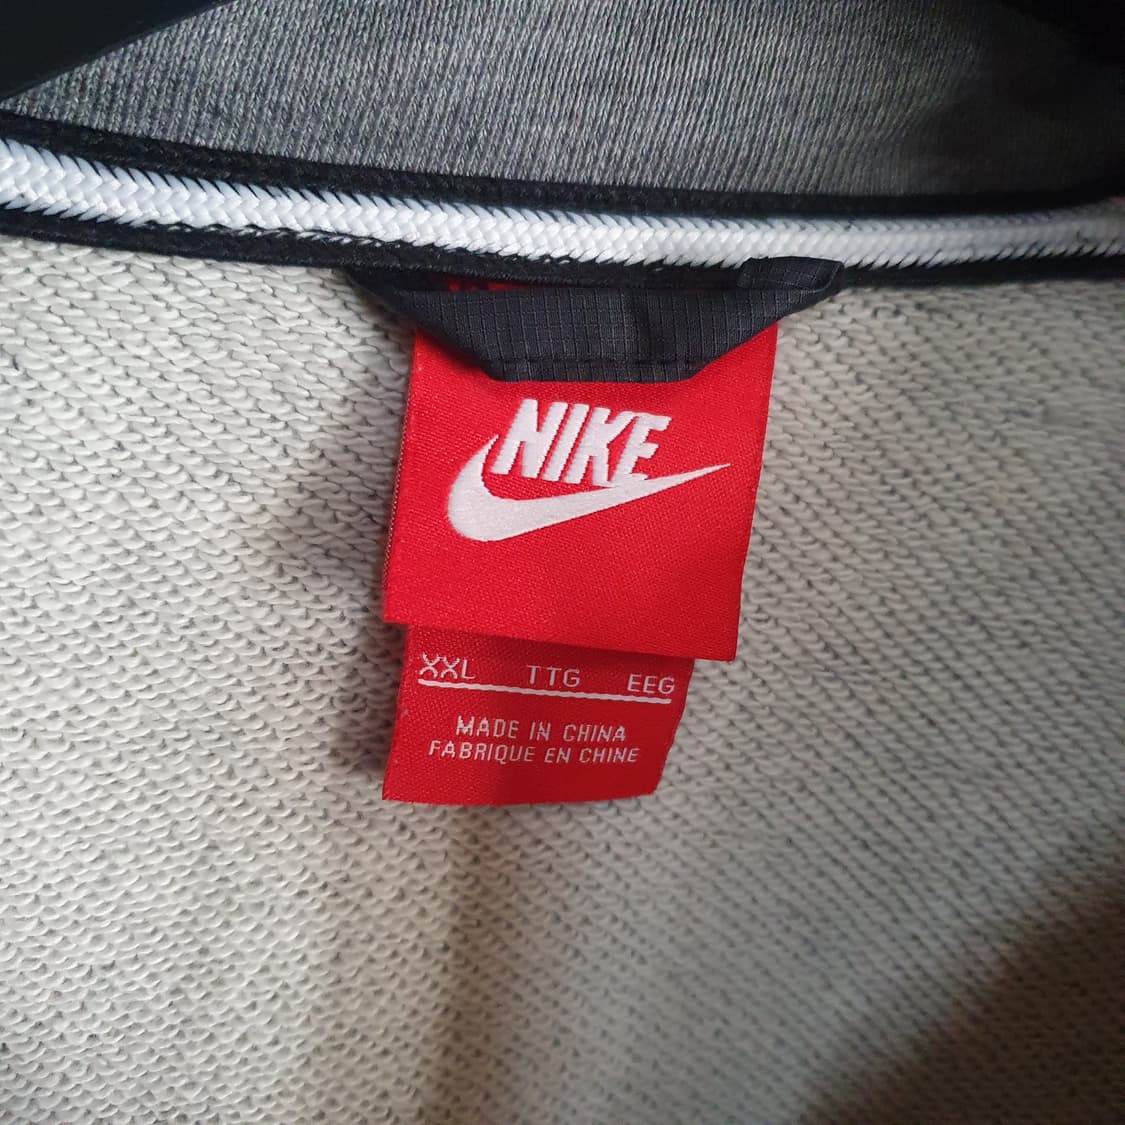 NIKE
XXL TTG EEG
MADE IN CHINA
FABRIQUE EN CHINE